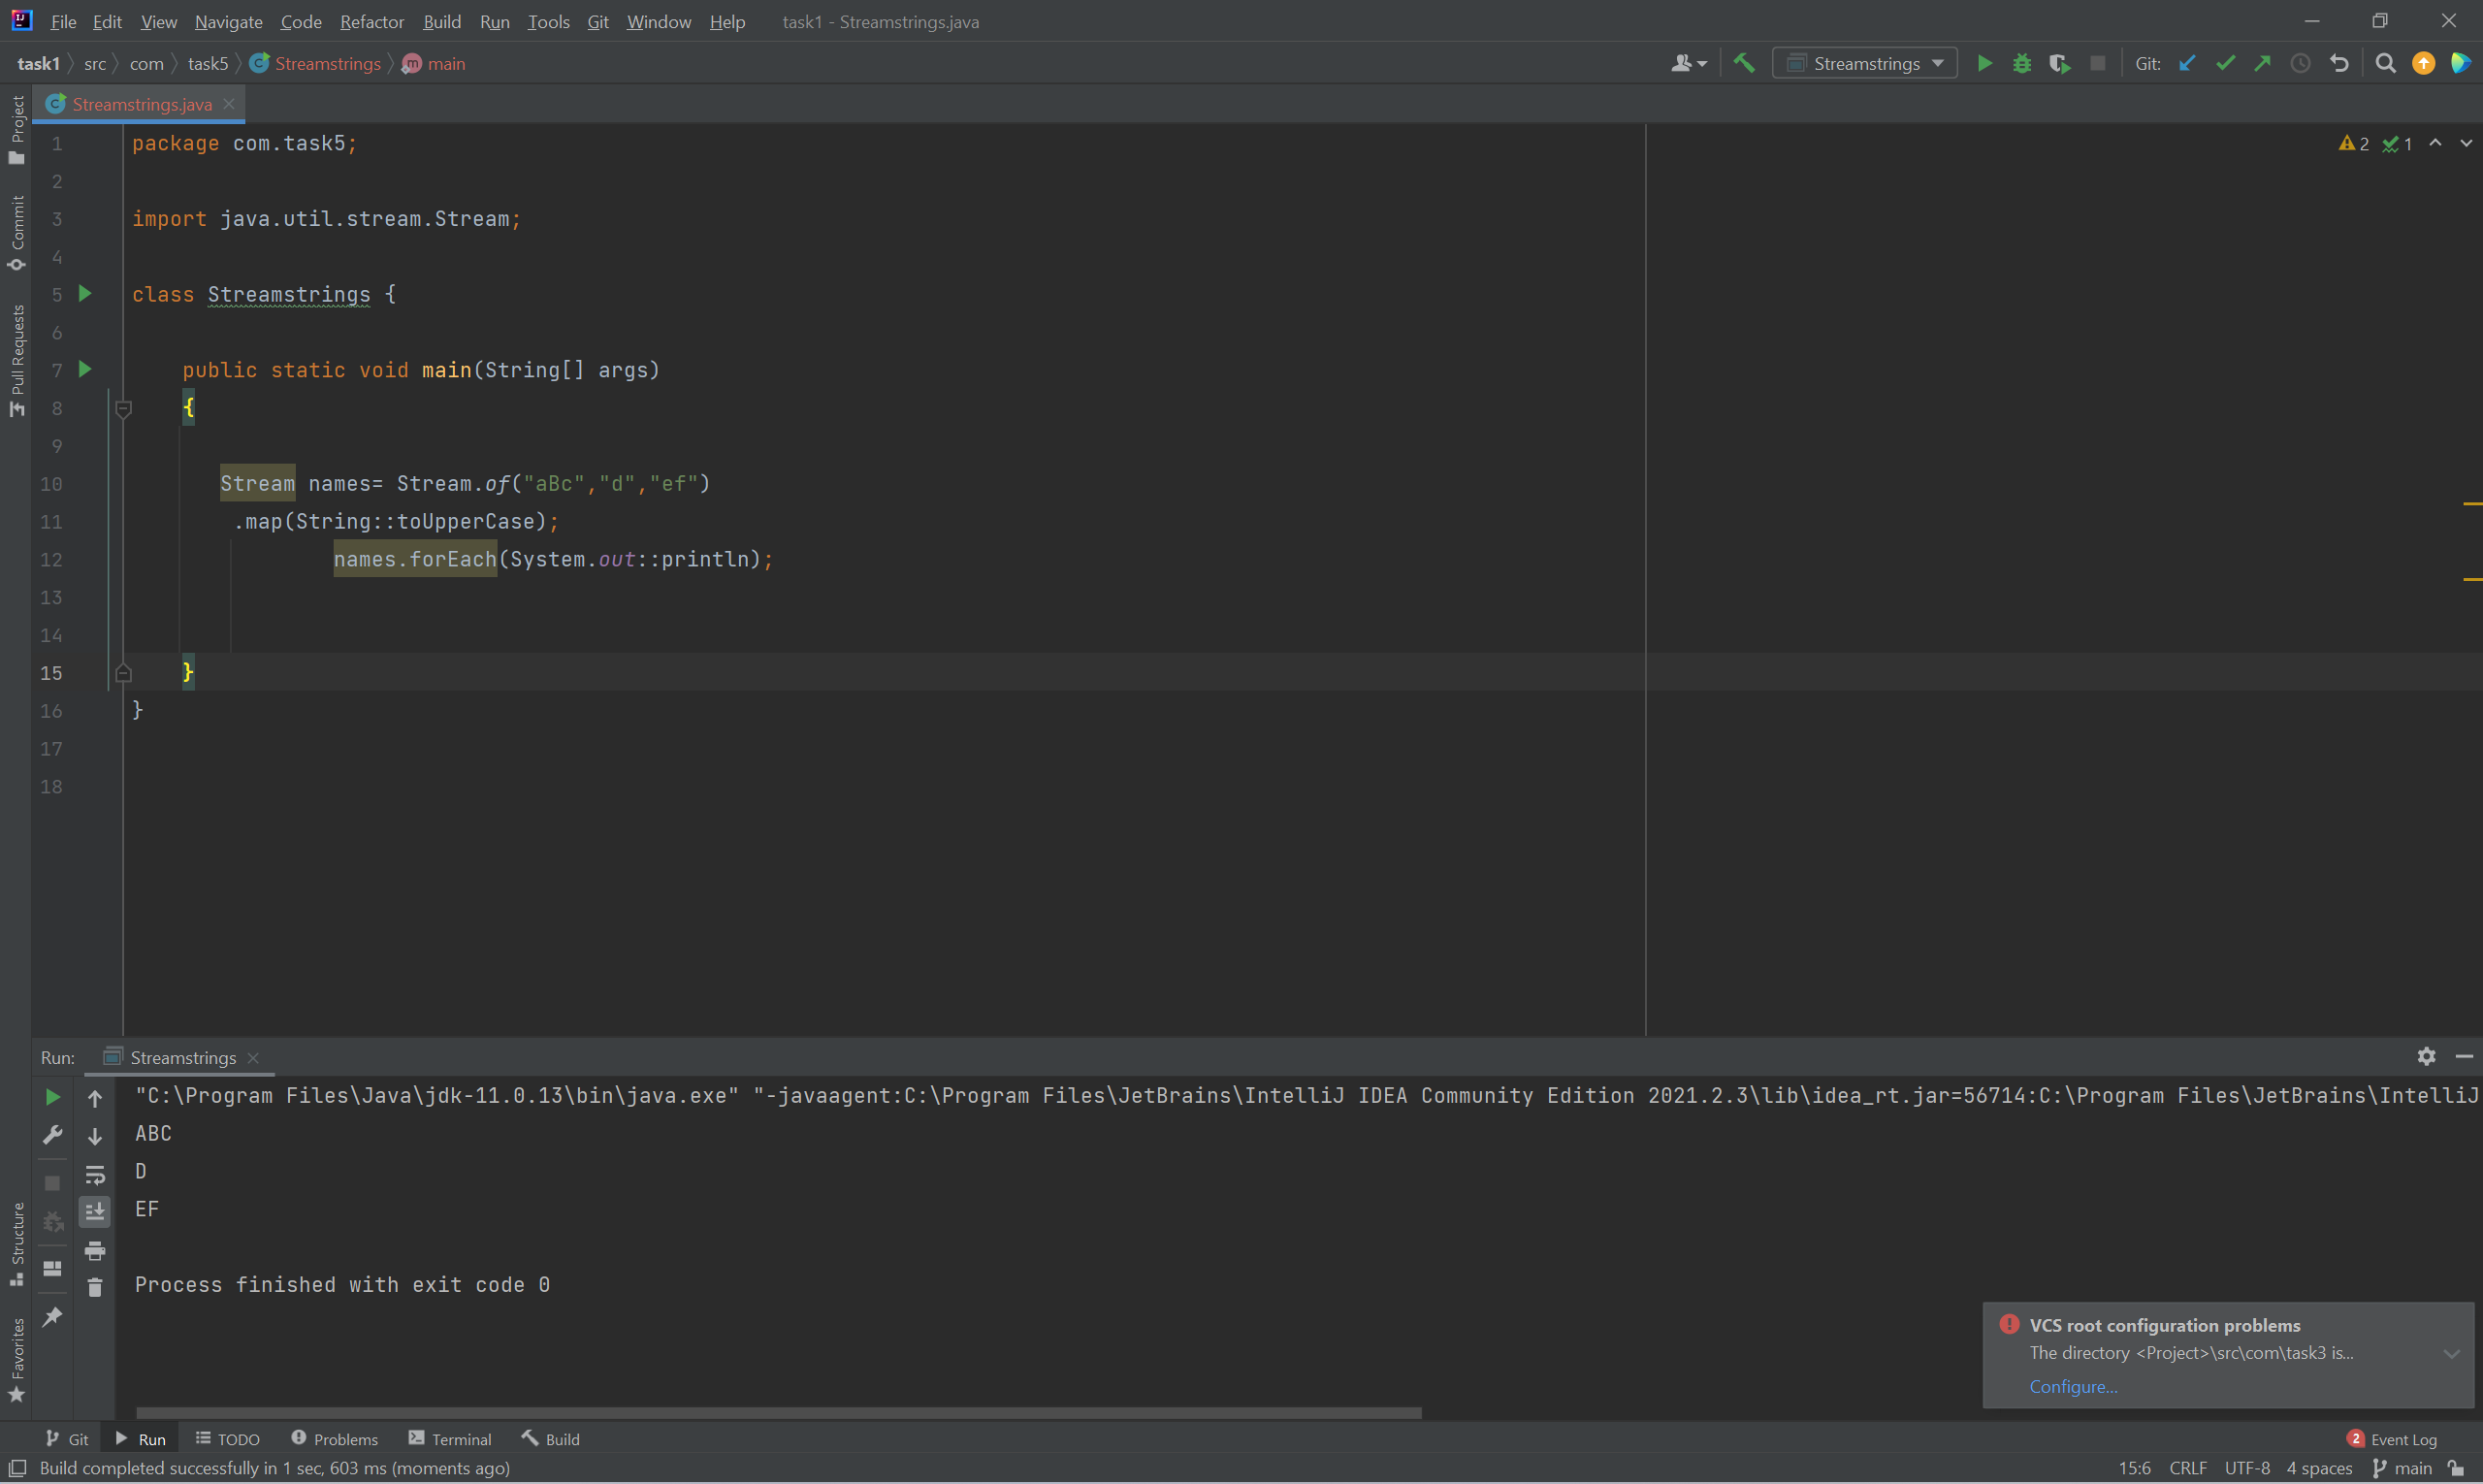 File Edit View Navigate Code Refactor Build Run Tools Git Window Help task1 - Streamstrings.java
task1 src com task5 Streamstrings main Streamstrings Git:
Streamstrings.java
Project
Commit
Pull Requests
1 package com.task5; 2 1
2
3 import java.util.stream.Stream;
4
5 class Streamstrings {
6
7 public static void main(String[] args)
8 {
9
10 Stream names= Stream.of("aBc","d","ef")
11 .map(String::toUpperCase);
12 names.forEach(System.out::println);
13
14
15 }
16 }
17
18
Run: Streamstrings
"C:\Program Files\Java\jdk-11.0.13\bin\java.exe" "-javaagent:C:\Program Files\JetBrains\IntelliJ IDEA Community Edition 2021.2.3\lib\idea_rt.jar=56714:C:\Program Files\JetBrains\IntelliJ
ABC
D
EF
Process finished with exit code 0
Structure
Favorites
VCS root configuration problems
The directory <Project>\src\com\task3 is...
Configure...
Git Run TODO Problems Terminal Build 2 Event Log
Build completed successfully in 1 sec, 603 ms (moments ago) 15:6 CRLF UTF-8 4 spaces main